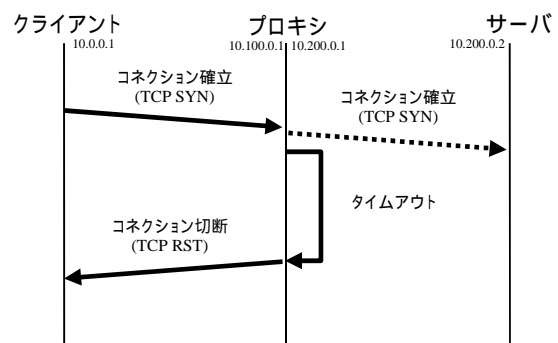 クライアント
プロキシ
サーバ
10.0.0.1
10.100.0.1
10.200.0.1
10.200.0.2
コネクション確立
(TCP SYN)
コネクション確立
(TCP SYN)
タイムアウト
コネクション切断
(TCP RST)